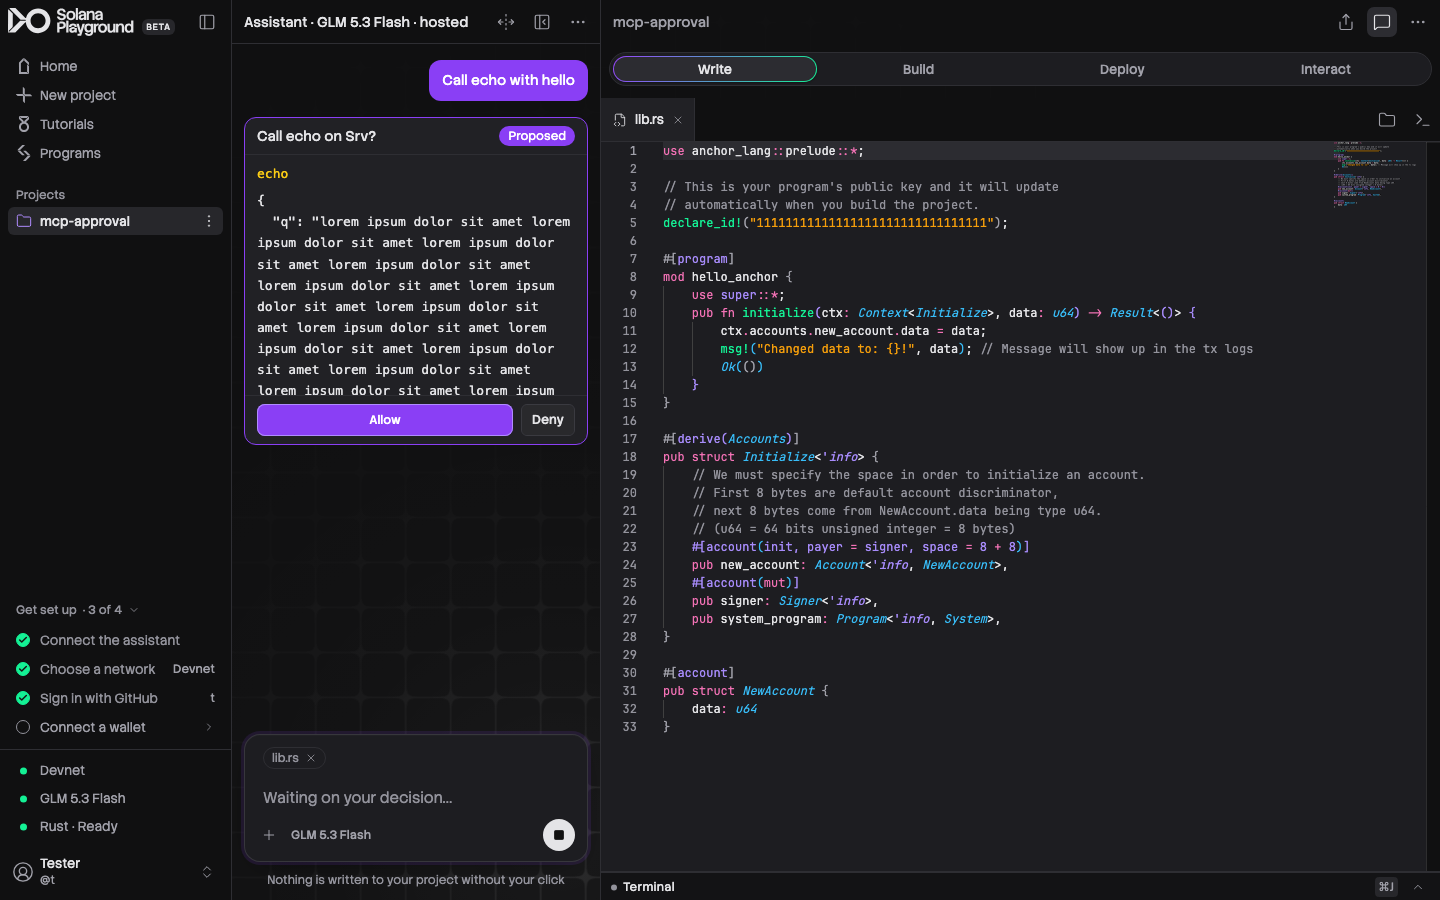 Solana
Playground BETA
Home
New project
Tutorials
Programs
Projects
mcp-approval
Get set up · 3 of 4
Connect the assistant
Choose a network Devnet
Sign in with GitHub t
Connect a wallet
Devnet
GLM 5.3 Flash
Rust · Ready
Tester
@t
Assistant · GLM 5.3 Flash · hosted
Call echo with hello
Call echo on Srv? Proposed
echo
{
"q": "lorem ipsum dolor sit amet lorem
ipsum dolor sit amet lorem ipsum dolor
sit amet lorem ipsum dolor sit amet
lorem ipsum dolor sit amet lorem ipsum
dolor sit amet lorem ipsum dolor sit
amet lorem ipsum dolor sit amet lorem
ipsum dolor sit amet lorem ipsum dolor
sit amet lorem ipsum dolor sit amet
lorem ipsum dolor sit amet lorem ipsum
Allow Deny
lib.rs
Waiting on your decision...
GLM 5.3 Flash
Nothing is written to your project without your click
mcp-approval
Write Build Deploy Interact
lib.rs
1 use anchor_lang::prelude::*;
2
3 // This is your program's public key and it will update
4 // automatically when you build the project.
5 declare_id!("11111111111111111111111111111111");
6
7 #[program]
8 mod hello_anchor {
9 use super::*;
10 pub fn initialize(ctx: Context<Initialize>, data: u64) -> Result<()> {
11 ctx.accounts.new_account.data = data;
12 msg!("Changed data to: {}!", data); // Message will show up in the tx logs
13 Ok(())
14 }
15 }
16
17 #[derive(Accounts)]
18 pub struct Initialize<'info> {
19 // We must specify the space in order to initialize an account.
20 // First 8 bytes are default account discriminator,
21 // next 8 bytes come from NewAccount.data being type u64.
22 // (u64 = 64 bits unsigned integer = 8 bytes)
23 #[account(init, payer = signer, space = 8 + 8)]
24 pub new_account: Account<'info, NewAccount>,
25 #[account(mut)]
26 pub signer: Signer<'info>,
27 pub system_program: Program<'info, System>,
28 }
29
30 #[account]
31 pub struct NewAccount {
32 data: u64
33 }
Terminal ⌘J